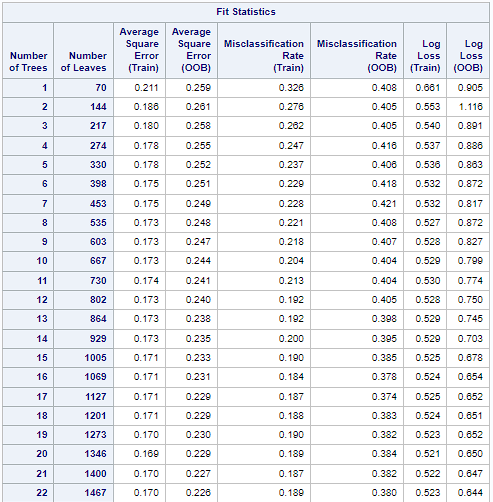 Fit Statistics
Number of Trees Number of Leaves Average Square Error (Train) Average Square Error (OOB) Misclassification Rate (Train) Misclassification Rate (OOB) Log Loss (Train) Log Loss (OOB)
1 70 0.211 0.259 0.326 0.408 0.661 0.905
2 144 0.186 0.261 0.276 0.405 0.553 1.116
3 217 0.180 0.258 0.262 0.405 0.540 0.891
4 274 0.178 0.255 0.247 0.416 0.537 0.886
5 330 0.178 0.252 0.237 0.406 0.536 0.863
6 398 0.175 0.251 0.229 0.418 0.532 0.872
7 453 0.175 0.249 0.228 0.421 0.532 0.817
8 535 0.173 0.248 0.221 0.408 0.527 0.872
9 603 0.173 0.247 0.218 0.407 0.528 0.827
10 667 0.173 0.244 0.204 0.404 0.529 0.799
11 730 0.174 0.241 0.213 0.404 0.530 0.774
12 802 0.173 0.240 0.192 0.405 0.528 0.750
13 864 0.173 0.238 0.192 0.398 0.529 0.745
14 929 0.173 0.235 0.200 0.395 0.529 0.703
15 1005 0.171 0.233 0.190 0.385 0.525 0.678
16 1069 0.171 0.231 0.184 0.378 0.524 0.654
17 1127 0.171 0.229 0.187 0.374 0.525 0.652
18 1201 0.171 0.229 0.188 0.383 0.524 0.651
19 1273 0.170 0.230 0.190 0.382 0.523 0.652
20 1346 0.169 0.229 0.189 0.384 0.521 0.650
21 1400 0.170 0.227 0.187 0.382 0.522 0.647
22 1467 0.170 0.226 0.189 0.380 0.523 0.644